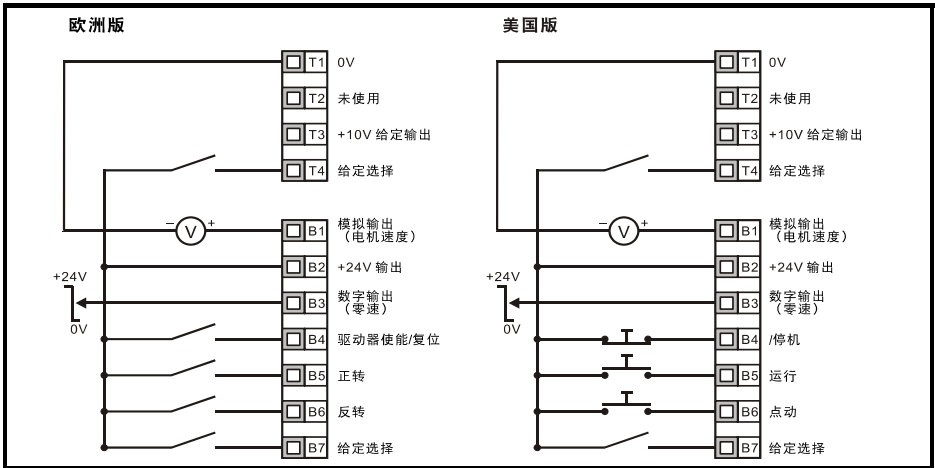 欧洲版
T1 0V
T2 未使用
T3 +10V 给定输出
T4 给定选择
− V + B1 模拟输出
（电机速度）
B2 +24V 输出
+24V
B3 数字输出
（零速）
0V
B4 驱动器使能/复位
B5 正转
B6 反转
B7 给定选择
美国版
T1 0V
T2 未使用
T3 +10V 给定输出
T4 给定选择
− V + B1 模拟输出
（电机速度）
B2 +24V 输出
+24V
B3 数字输出
（零速）
0V
B4 /停机
B5 运行
B6 点动
B7 给定选择